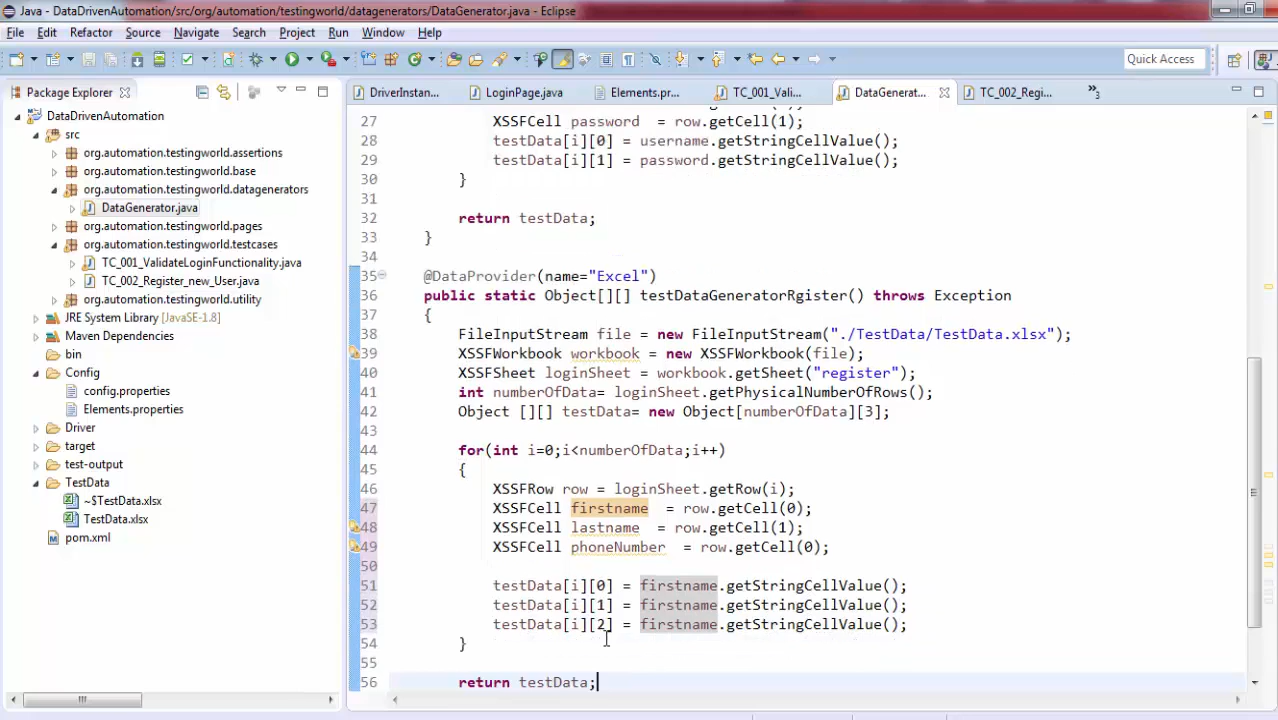 Java - DataDrivenAutomation/src/org/automation/testingworld/datagenerators/DataGenerator.java - Eclipse
File Edit Refactor Source Navigate Search Project Run Window Help
Quick Access
Package Explorer
DataDrivenAutomation
src
org.automation.testingworld.assertions
org.automation.testingworld.base
org.automation.testingworld.datagenerators
DataGenerator.java
org.automation.testingworld.pages
org.automation.testingworld.testcases
TC_001_ValidateLoginFunctionality.java
TC_002_Register_new_User.java
org.automation.testingworld.utility
JRE System Library [JavaSE-1.8]
Maven Dependencies
bin
Config
config.properties
Elements.properties
Driver
target
test-output
TestData
~$TestData.xlsx
TestData.xlsx
pom.xml
DriverInstan... LoginPage.java Elements.pr... TC_001_Vali... DataGenerat... TC_002_Regi... »3
27 XSSFCell password = row.getCell(1);
28 testData[i][0] = username.getStringCellValue();
29 testData[i][1] = password.getStringCellValue();
30 }
31
32 return testData;
33 }
34
35 @DataProvider(name="Excel")
36 public static Object[][] testDataGeneratorRgister() throws Exception
37 {
38 FileInputStream file = new FileInputStream("./TestData/TestData.xlsx");
39 XSSFWorkbook workbook = new XSSFWorkbook(file);
40 XSSFSheet loginSheet = workbook.getSheet("register");
41 int numberOfData= loginSheet.getPhysicalNumberOfRows();
42 Object [][] testData= new Object[numberOfData][3];
44 for(int i=0;i<numberOfData;i++)
45 {
46 XSSFRow row = loginSheet.getRow(i);
47 XSSFCell firstname = row.getCell(0);
48 XSSFCell lastname = row.getCell(1);
49 XSSFCell phoneNumber = row.getCell(0);
50
51 testData[i][0] = firstname.getStringCellValue();
52 testData[i][1] = firstname.getStringCellValue();
53 testData[i][2] = firstname.getStringCellValue();
54 }
55
56 return testData;